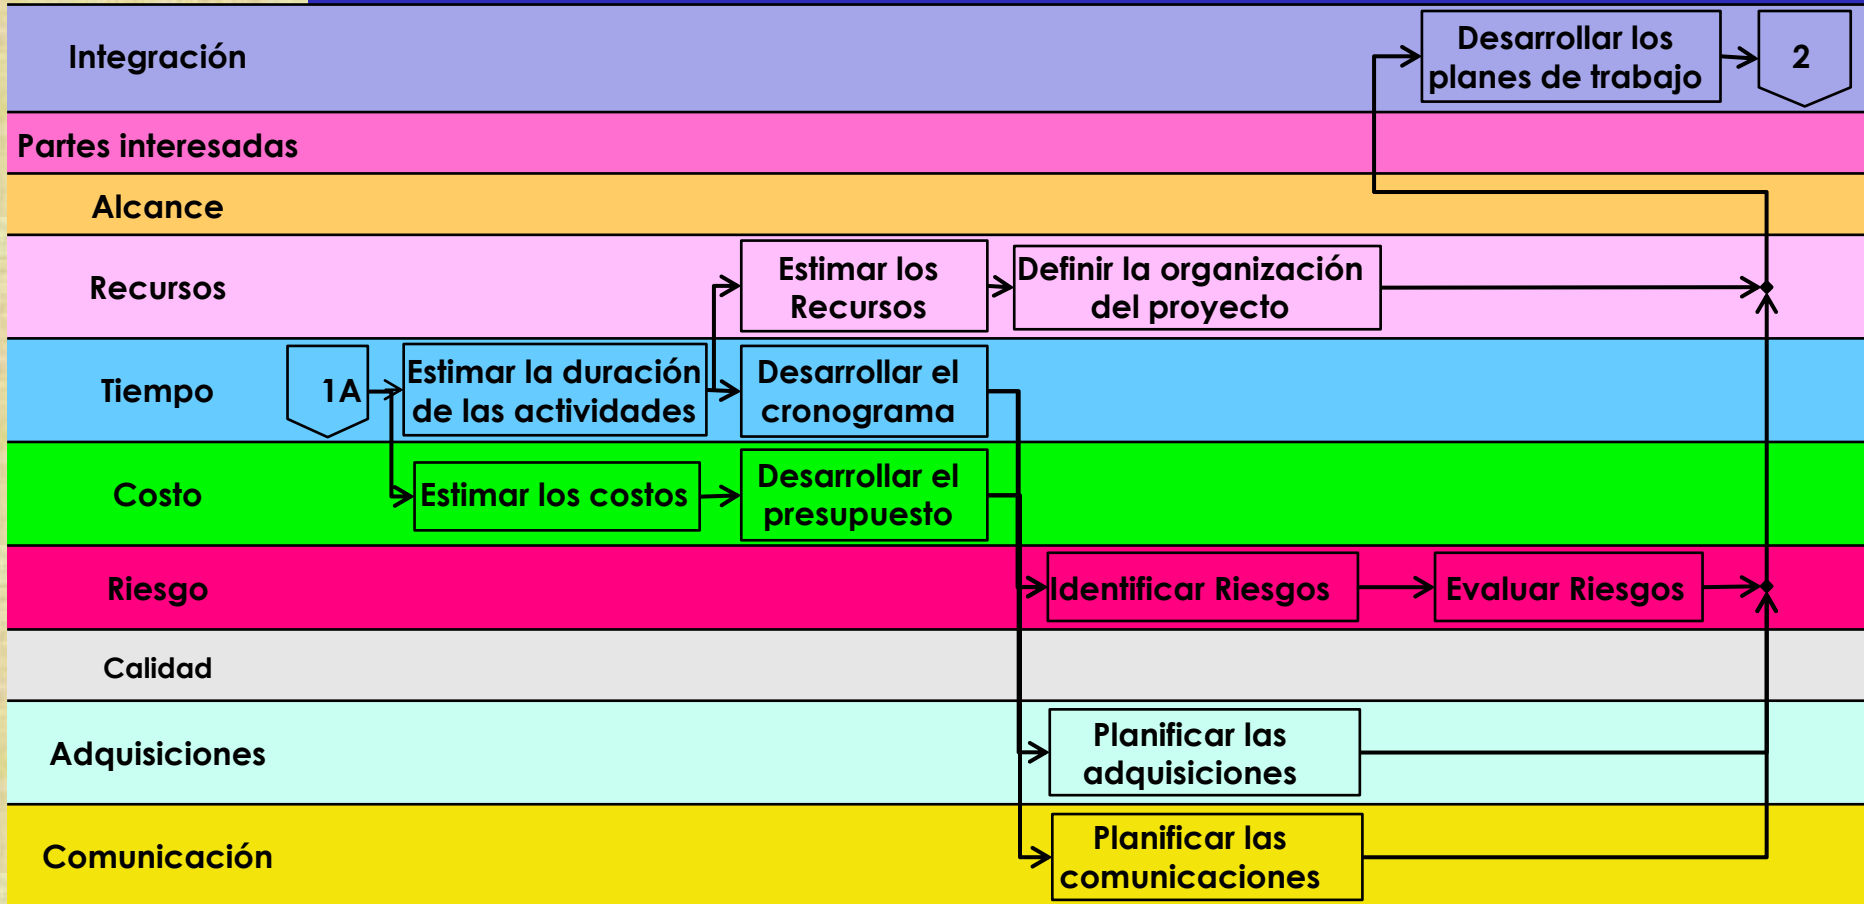 Integración
Desarrollar los
planes de trabajo
2
Partes interesadas
Alcance
Recursos
Estimar los
Recursos
Definir la organización
del proyecto
Tiempo
1A
Estimar la duración
de las actividades
Desarrollar el
cronograma
Costo
Estimar los costos
Desarrollar el
presupuesto
Riesgo
Identificar Riesgos
Evaluar Riesgos
Calidad
Adquisiciones
Planificar las
adquisiciones
Comunicación
Planificar las
comunicaciones